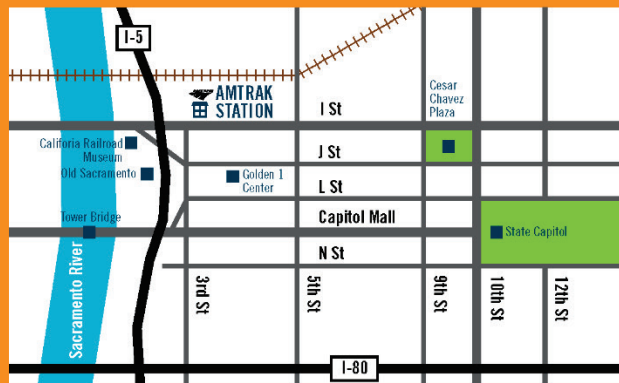 I-5
AMTRAK
STATION
Cesar
Chavez
Plaza
I St
Califoria Railroad
Museum
J St
Old Sacramento
Golden 1
Center
L St
Tower Bridge
Capitol Mall
State Capitol
N St
Sacramento River
3rd St
5th St
9th St
10th St
12th St
I-80